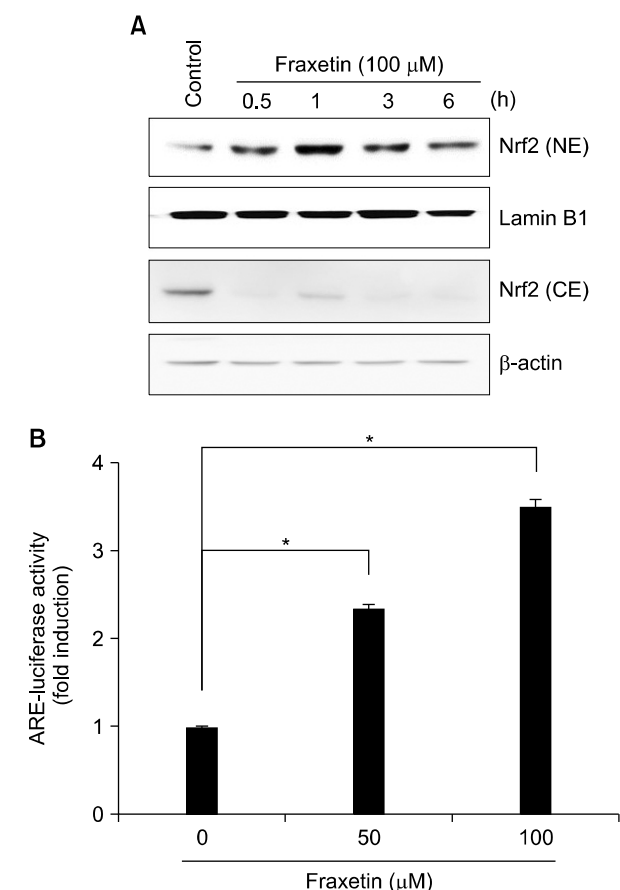 A
Control
Fraxetin (100 μM)
0.5 1 3 6 (h)
Nrf2 (NE)
Lamin B1
Nrf2 (CE)
β-actin
B
ARE-luciferase activity
(fold induction)
4
3
2
1
0
*
*
0 50 100
Fraxetin (μM)